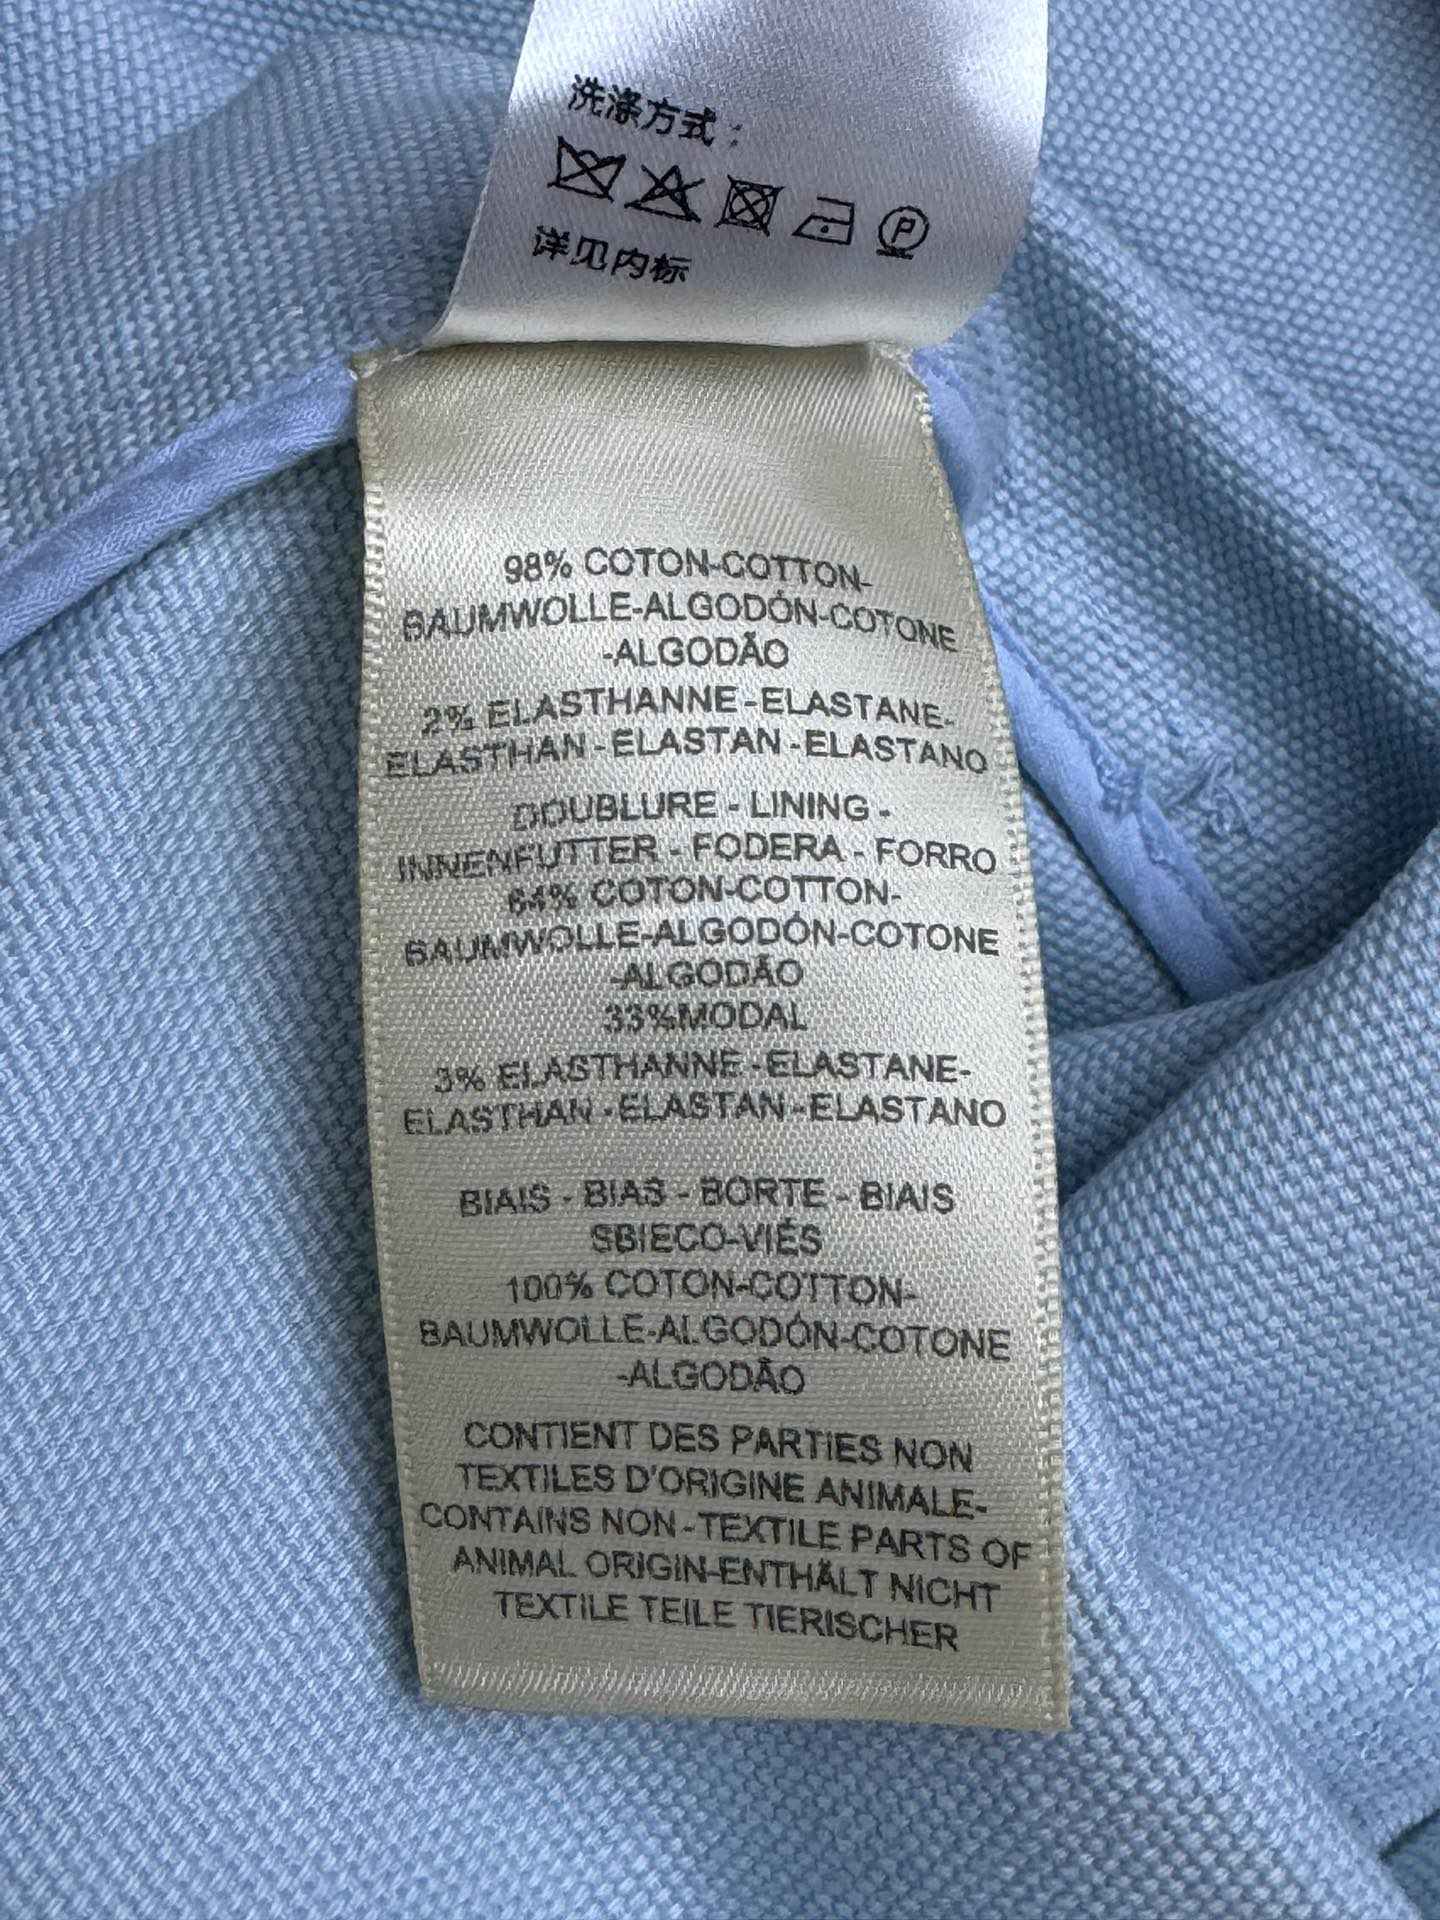 洗涤方式：
P
详见内标
98% COTON-COTTON-
BAUMWOLLE-ALGODÓN-COTONE
-ALGODÃO
2% ELASTHANNE-ELASTANE-
ELASTHAN-ELASTAN-ELASTANO
DOUBLURE - LINING -
INNENFUTTER - FODERA - FORRO
64% COTON-COTTON-
BAUMWOLLE-ALGODÓN-COTONE
-ALGODÃO
33%MODAL
3% ELASTHANNE-ELASTANE-
ELASTHAN-ELASTAN-ELASTANO
BIAIS - BIAS - BORTE - BIAIS
SBIECO-VIÉS
100% COTON-COTTON-
BAUMWOLLE-ALGODÓN-COTONE
-ALGODÃO
CONTIENT DES PARTIES NON
TEXTILES D'ORIGINE ANIMALE-
CONTAINS NON-TEXTILE PARTS OF
ANIMAL ORIGIN-ENTHÄLT NICHT
TEXTILE TEILE TIERISCHER